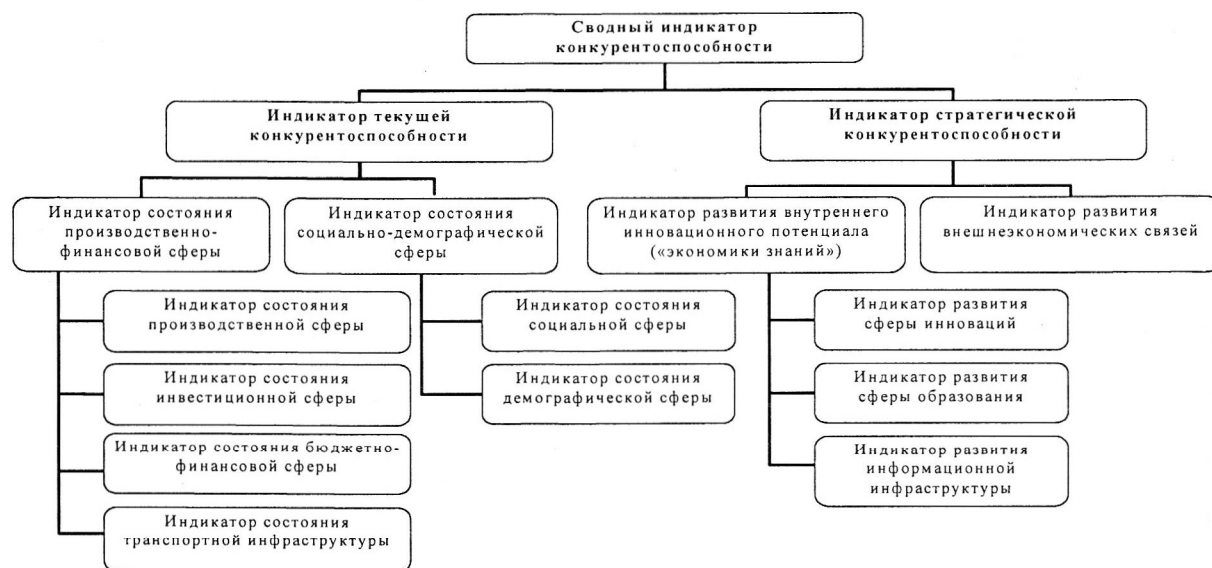 Сводный индикатор
конкурентоспособности
Индикатор текущей
конкурентоспособности
Индикатор стратегической
конкурентоспособности
Индикатор состояния
производственно-
финансовой сферы
Индикатор состояния
социально-демографической
сферы
Индикатор развития внутреннего
инновационного потенциала
(«экономики знаний»)
Индикатор развития
внешнеэкономических связей
Индикатор состояния
производственной сферы
Индикатор состояния
инвестиционной сферы
Индикатор состояния бюджетно-
финансовой сферы
Индикатор состояния
транспортной инфраструктуры
Индикатор состояния
социальной сферы
Индикатор состояния
демографической сферы
Индикатор развития
сферы инноваций
Индикатор развития
сферы образования
Индикатор развития
информационной
инфраструктуры